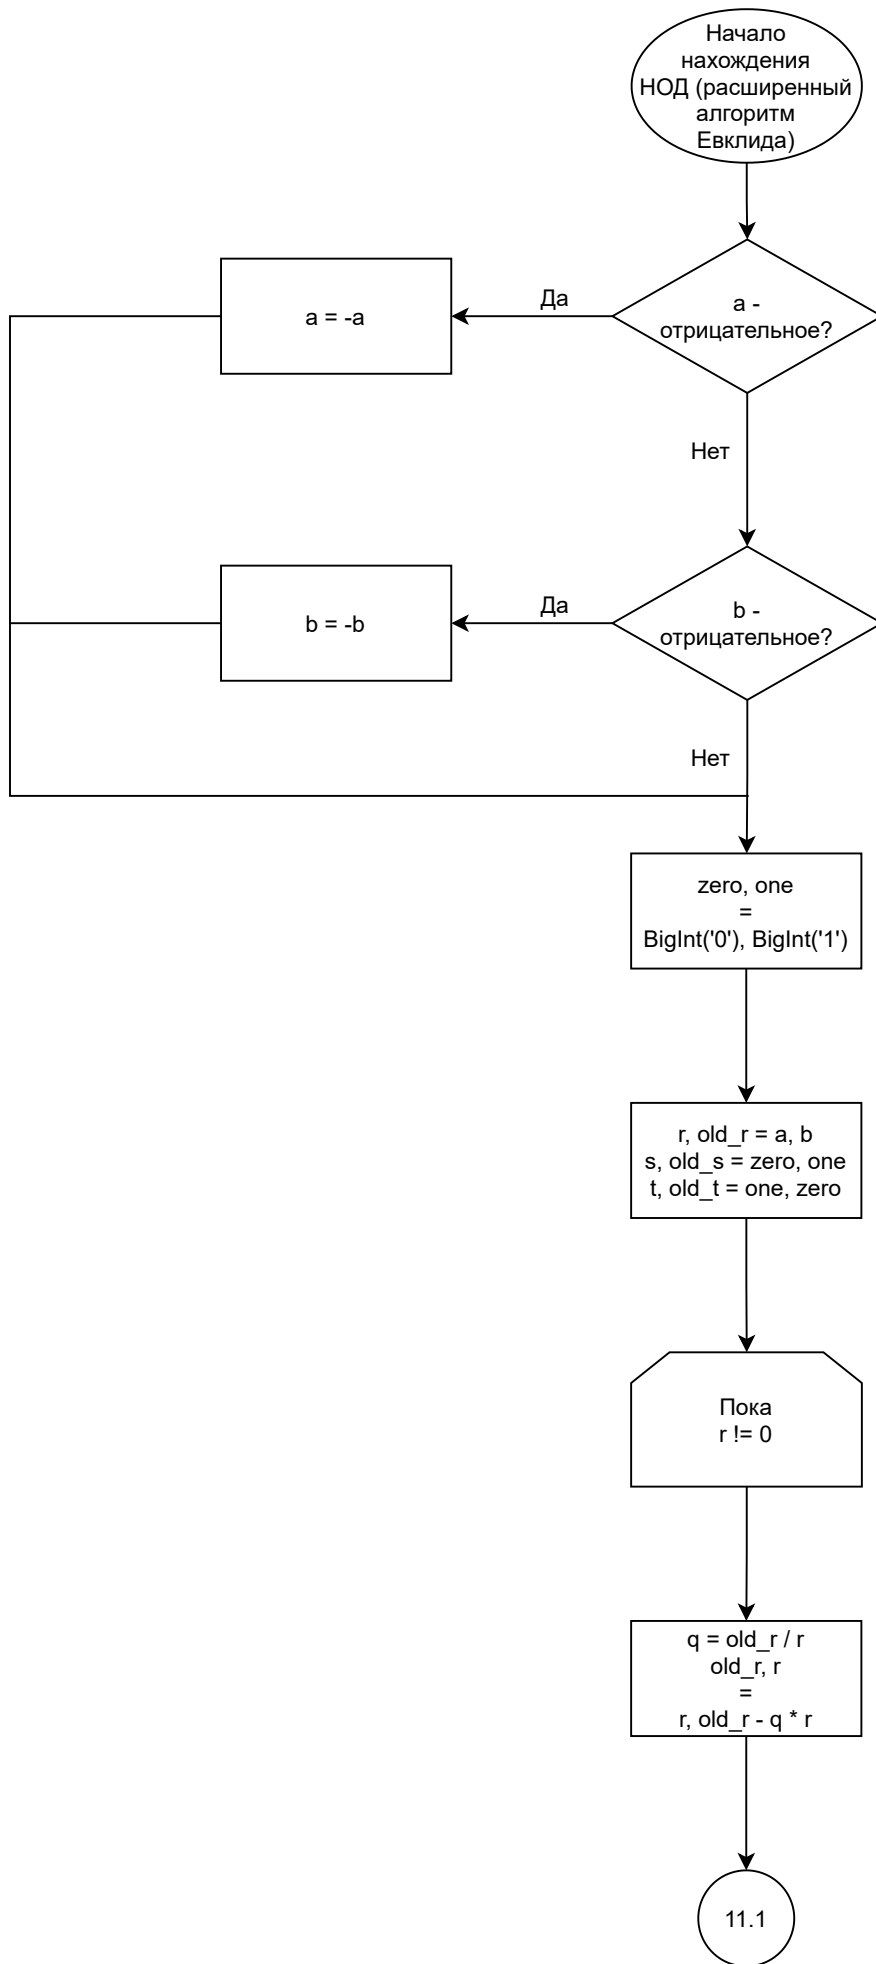 Начало
нахождения
НОД (расширенный
алгоритм
Евклида)
a -
отрицательное?
Да
a = -a
Нет
b -
отрицательное?
Да
b = -b
Нет
zero, one
=
BigInt('0'), BigInt('1')
r, old_r = a, b
s, old_s = zero, one
t, old_t = one, zero
Пока
r != 0
q = old_r / r
old_r, r
=
r, old_r - q * r
11.1